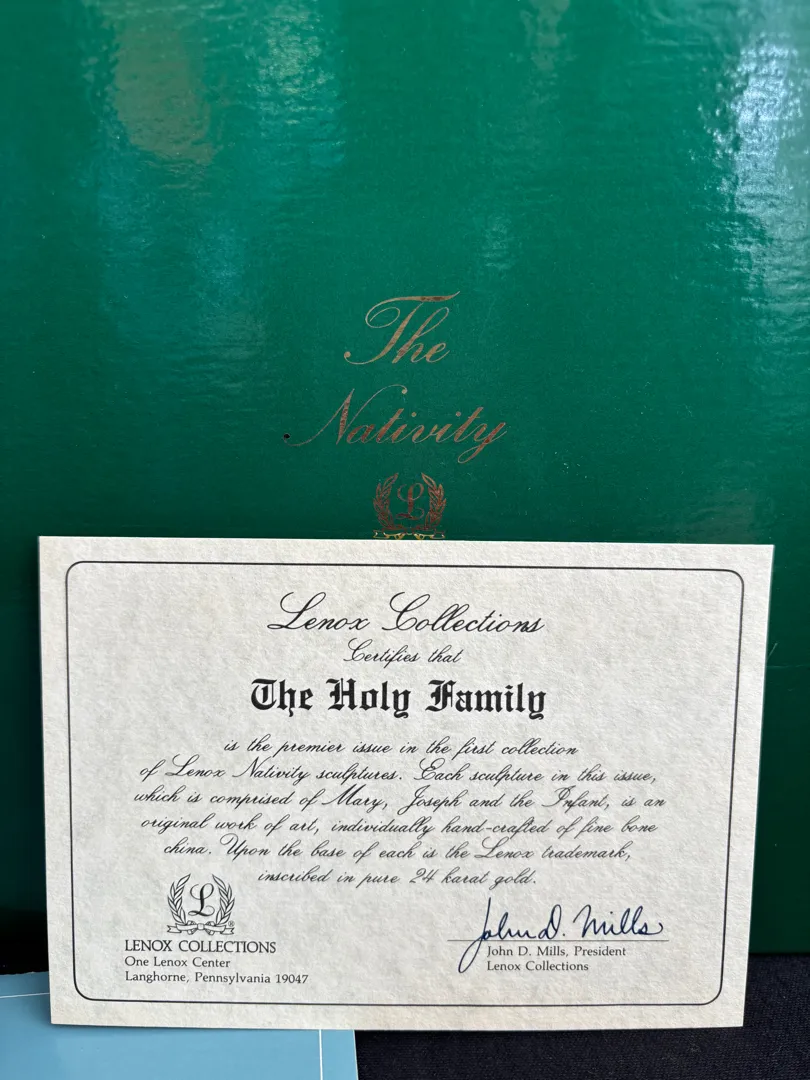 The
Nativity
L
Lenox Collections
Certifies that
The Holy Family
is the premier issue in the first collection
of Lenox Nativity sculptures. Each sculpture in this issue,
which is comprised of Mary, Joseph and the Infant, is an
original work of art, individually hand-crafted of fine bone
china. Upon the base of each is the Lenox trademark,
inscribed in pure 24 karat gold.
L ®
LENOX COLLECTIONS
One Lenox Center
Langhorne, Pennsylvania 19047
John D. Mills
John D. Mills, President
Lenox Collections